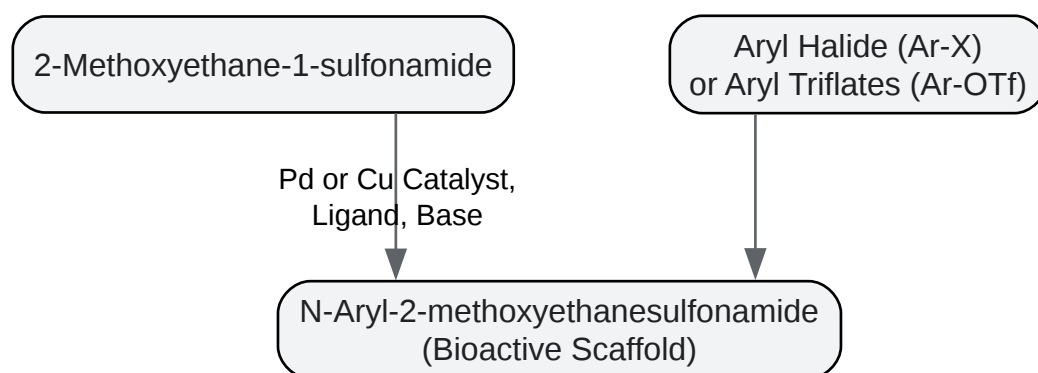 2-Methoxyethane-1-sulfonamide
Aryl Halide (Ar-X)
or Aryl Triflates (Ar-OTf)
Pd or Cu Catalyst,
Ligand, Base
N-Aryl-2-methoxyethanesulfonamide
(Bioactive Scaffold)